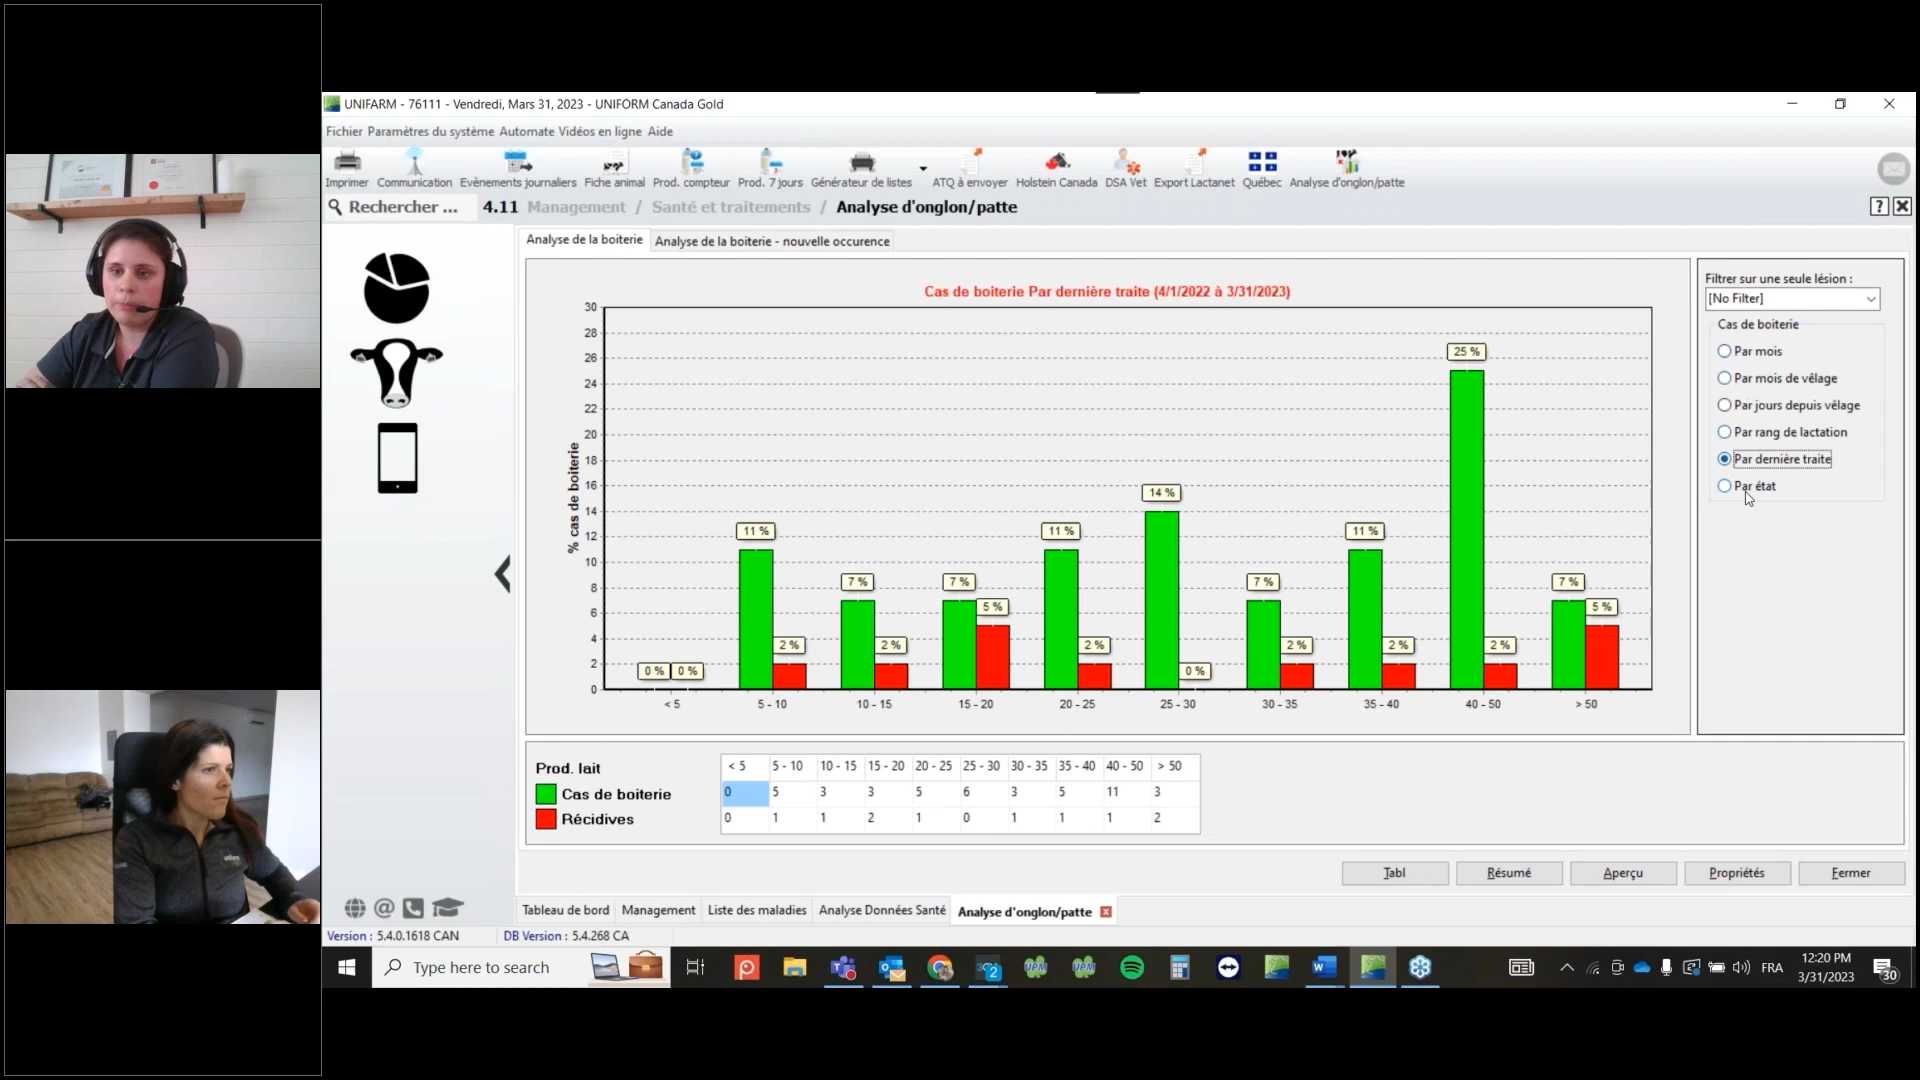 UNIFARM - 76111 - Vendredi, Mars 31, 2023 - UNIFORM Canada Gold
Fichier Paramètres du système Automate Vidéos en ligne Aide
Imprimer Communication Evènements journaliers Fiche animal Prod. compteur Prod. 7 jours Générateur de listes ATQ à envoyer Holstein Canada DSA Vet Export Lactanet Québec Analyse d'onglon/patte
Rechercher ... 4.11 Management / Santé et traitements / Analyse d'onglon/patte
Analyse de la boiterie Analyse de la boiterie - nouvelle occurence
Cas de boiterie Par dernière traite (4/1/2022 à 3/31/2023)
% cas de boiterie
30
28
26
24
22
20
18
16
14
12
10
8
6
4
2
0
0 % 0 % 11 % 2 % 7 % 2 % 7 % 5 % 11 % 2 % 14 % 0 % 7 % 2 % 11 % 2 % 25 % 2 % 7 % 5 %
< 5 5 - 10 10 - 15 15 - 20 20 - 25 25 - 30 30 - 35 35 - 40 40 - 50 > 50
Filtrer sur une seule lésion :
[No Filter]
Cas de boiterie
Par mois
Par mois de vêlage
Par jours depuis vêlage
Par rang de lactation
Par dernière traite
Par état
Prod. lait < 5 5 - 10 10 - 15 15 - 20 20 - 25 25 - 30 30 - 35 35 - 40 40 - 50 > 50
Cas de boiterie 0 5 3 3 5 6 3 5 11 3
Récidives 0 1 1 2 1 0 1 1 1 2
Tabl Résumé Aperçu Propriétés Fermer
Tableau de bord Management Liste des maladies Analyse Données Santé Analyse d'onglon/patte
Version : 5.4.0.1618 CAN DB Version : 5.4.268 CA
Type here to search
FRA
12:20 PM
3/31/2023
30